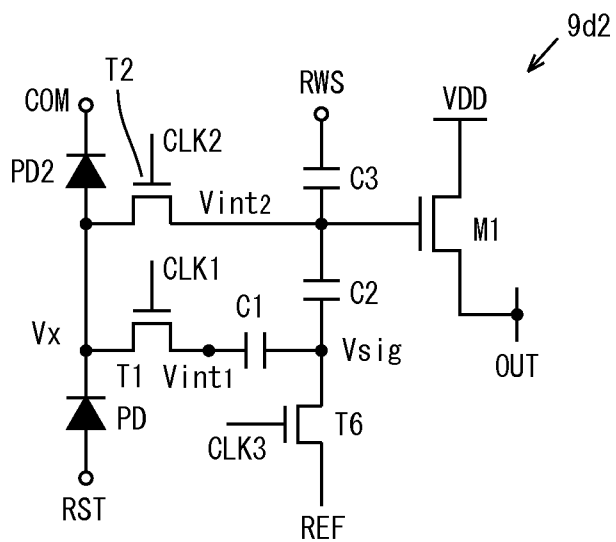 9d2
T2
COM
RWS
VDD
CLK2
PD2
C3
Vint2
M1
CLK1
C1
C2
Vx
Vsig
T1
Vint1
OUT
PD
T6
CLK3
RST
REF